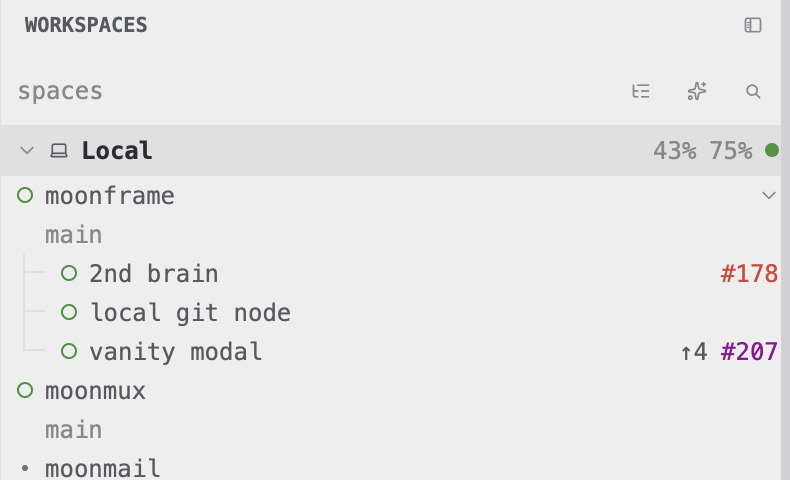 WORKSPACES
spaces
Local 43% 75%
moonframe
main
2nd brain #178
local git node
vanity modal ↑4 #207
moonmux
main
moonmail